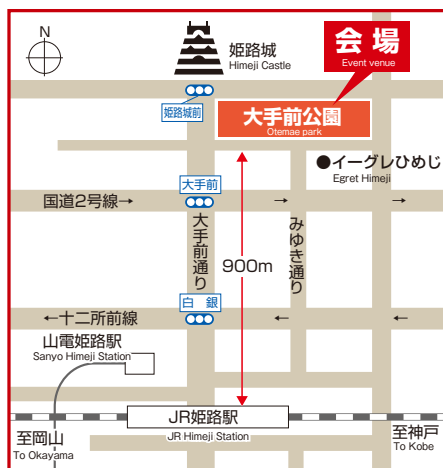 N
姫路城
Himeji Castle
会場
Event venue
姫路城前
大手前公園
Otemae park
●イーグレひめじ
Egret Himeji
大手前
国道2号線→
→
→
大手前通り
みゆき通り
900m
白銀
←十二所前線
←
←
山電姫路駅
Sanyo Himeji Station
JR姫路駅
JR Himeji Station
至岡山
To Okayama
至神戸
To Kobe